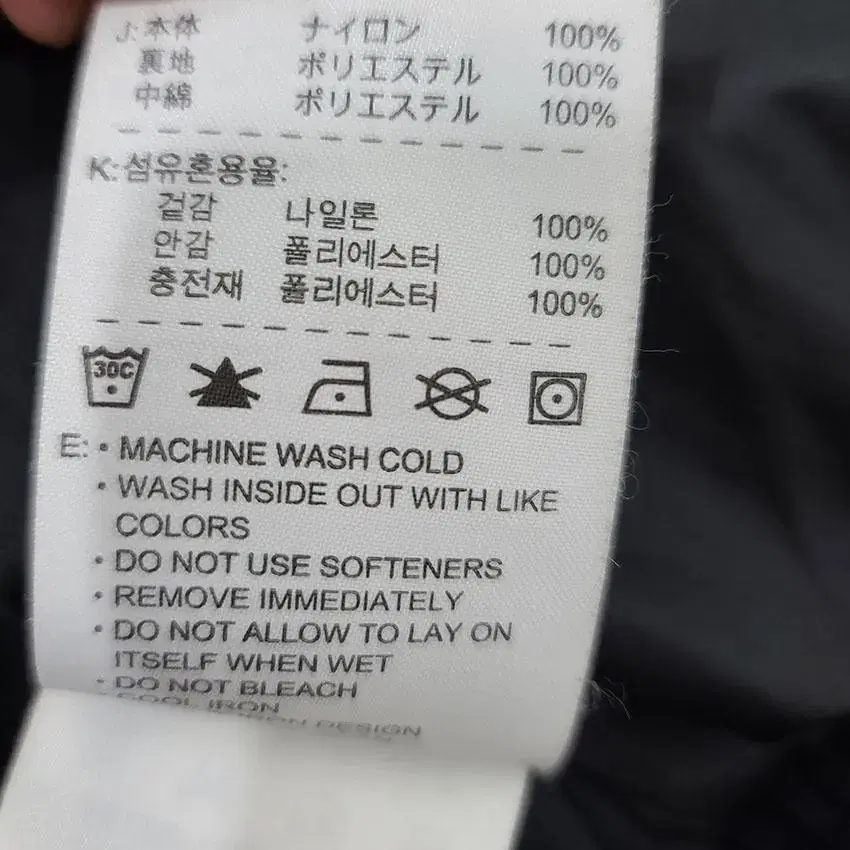 J:本体 ナイロン 100%
裏地 ポリエステル 100%
中綿 ポリエステル 100%
K:섬유혼용율:
겉감 나일론 100%
안감 폴리에스터 100%
충전재 폴리에스터 100%
30C
E: • MACHINE WASH COLD
• WASH INSIDE OUT WITH LIKE
COLORS
• DO NOT USE SOFTENERS
• REMOVE IMMEDIATELY
• DO NOT ALLOW TO LAY ON
ITSELF WHEN WET
• DO NOT BLEACH
COOL IRON
IRON DESIGN